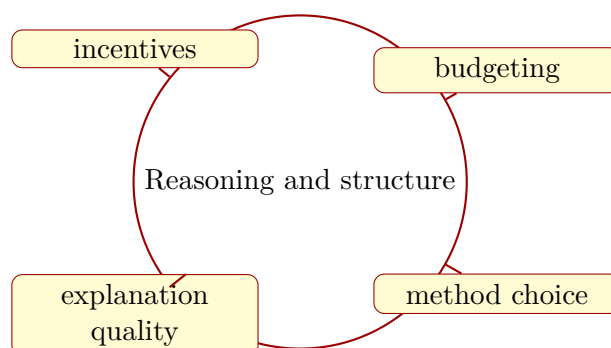 incentives
budgeting
Reasoning and structure
explanation
quality
method choice